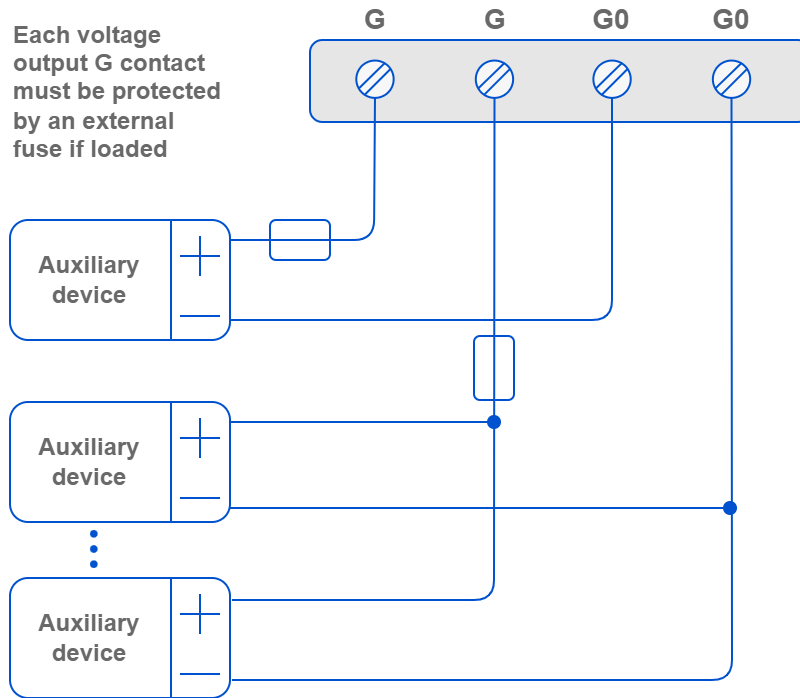 Each voltage
output G contact
must be protected
by an external
fuse if loaded
G G G0 G0
Auxiliary
device
Auxiliary
device
Auxiliary
device